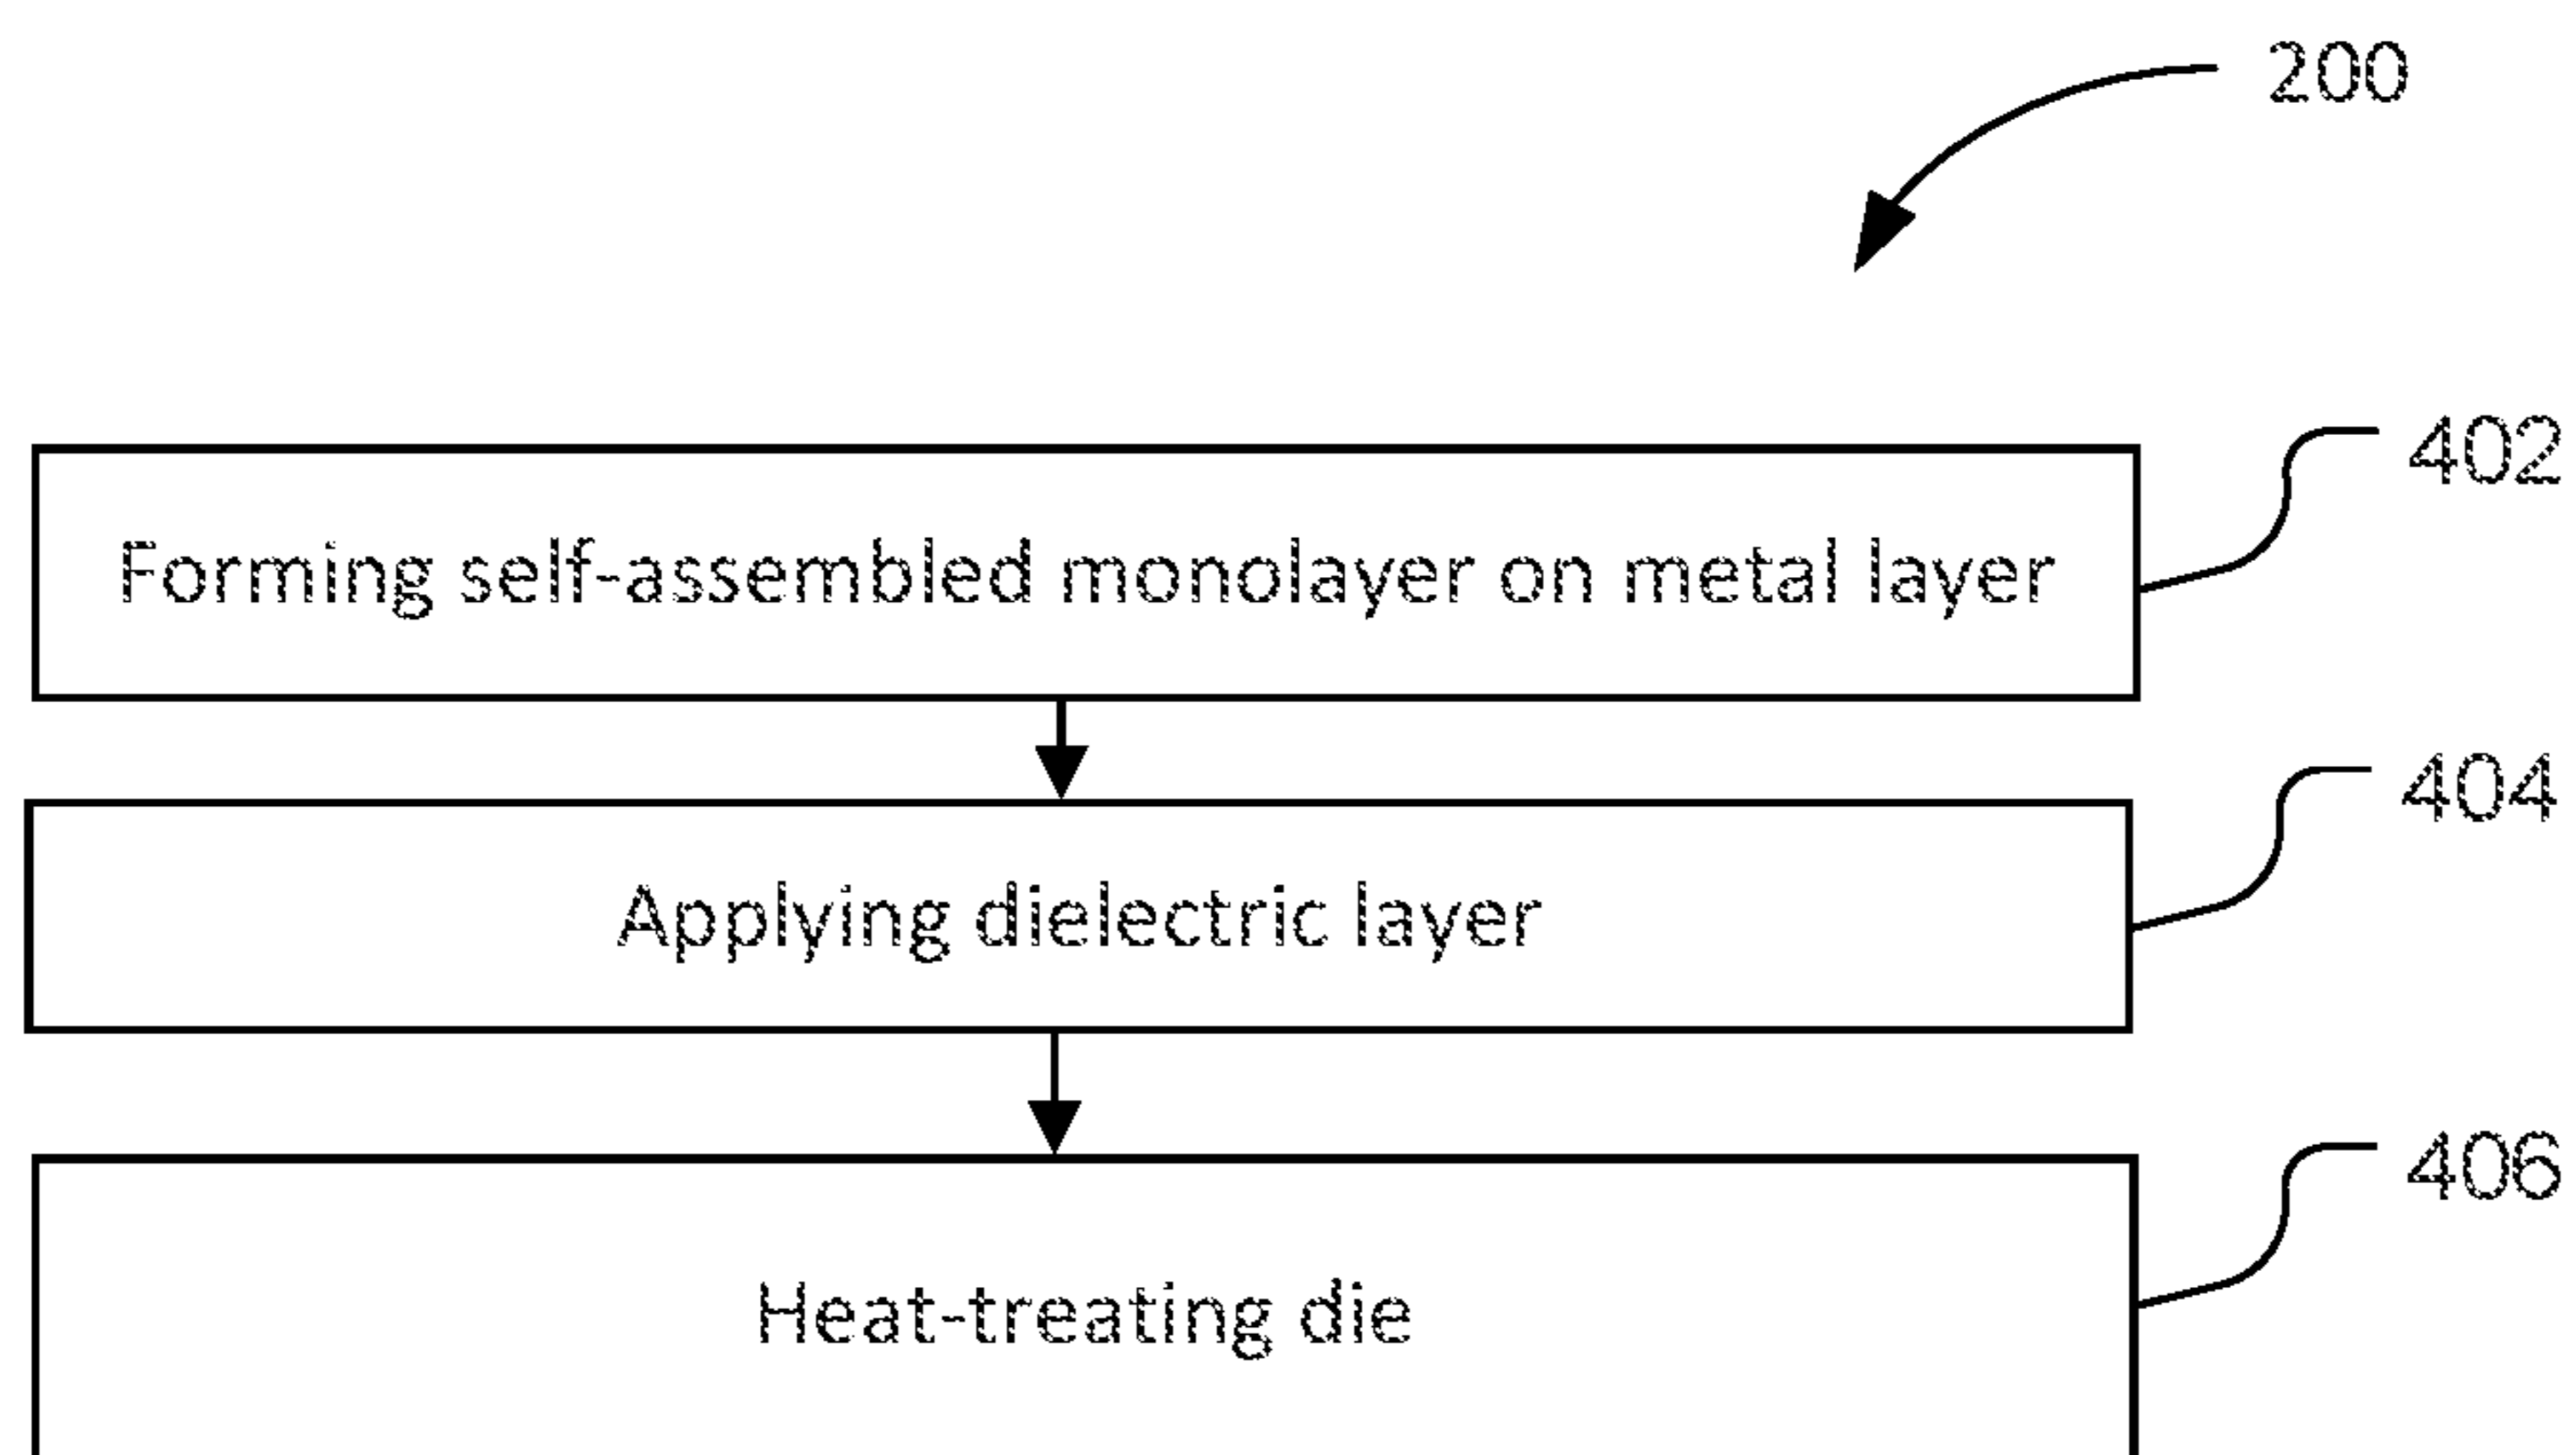 200
402
Forming self-assembled monolayer on metal layer
404
Applying dielectric layer
406
Heat-treating die